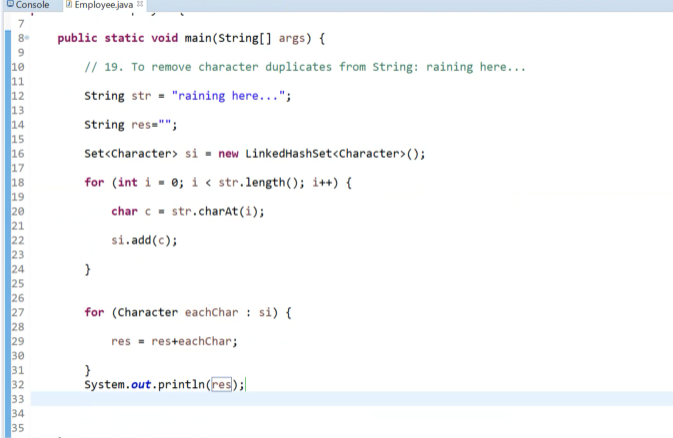 Console Employee.java
7
8 public static void main(String[] args) {
9
10 // 19. To remove character duplicates from String: raining here...
11
12 String str = "raining here...";
13
14 String res="";
15
16 Set<Character> si = new LinkedHashSet<Character>();
17
18 for (int i = 0; i < str.length(); i++) {
19
20 char c = str.charAt(i);
21
22 si.add(c);
23
24 }
25
26
27 for (Character eachChar : si) {
28
29 res = res+eachChar;
30
31 }
32 System.out.println(res);
33
34
35